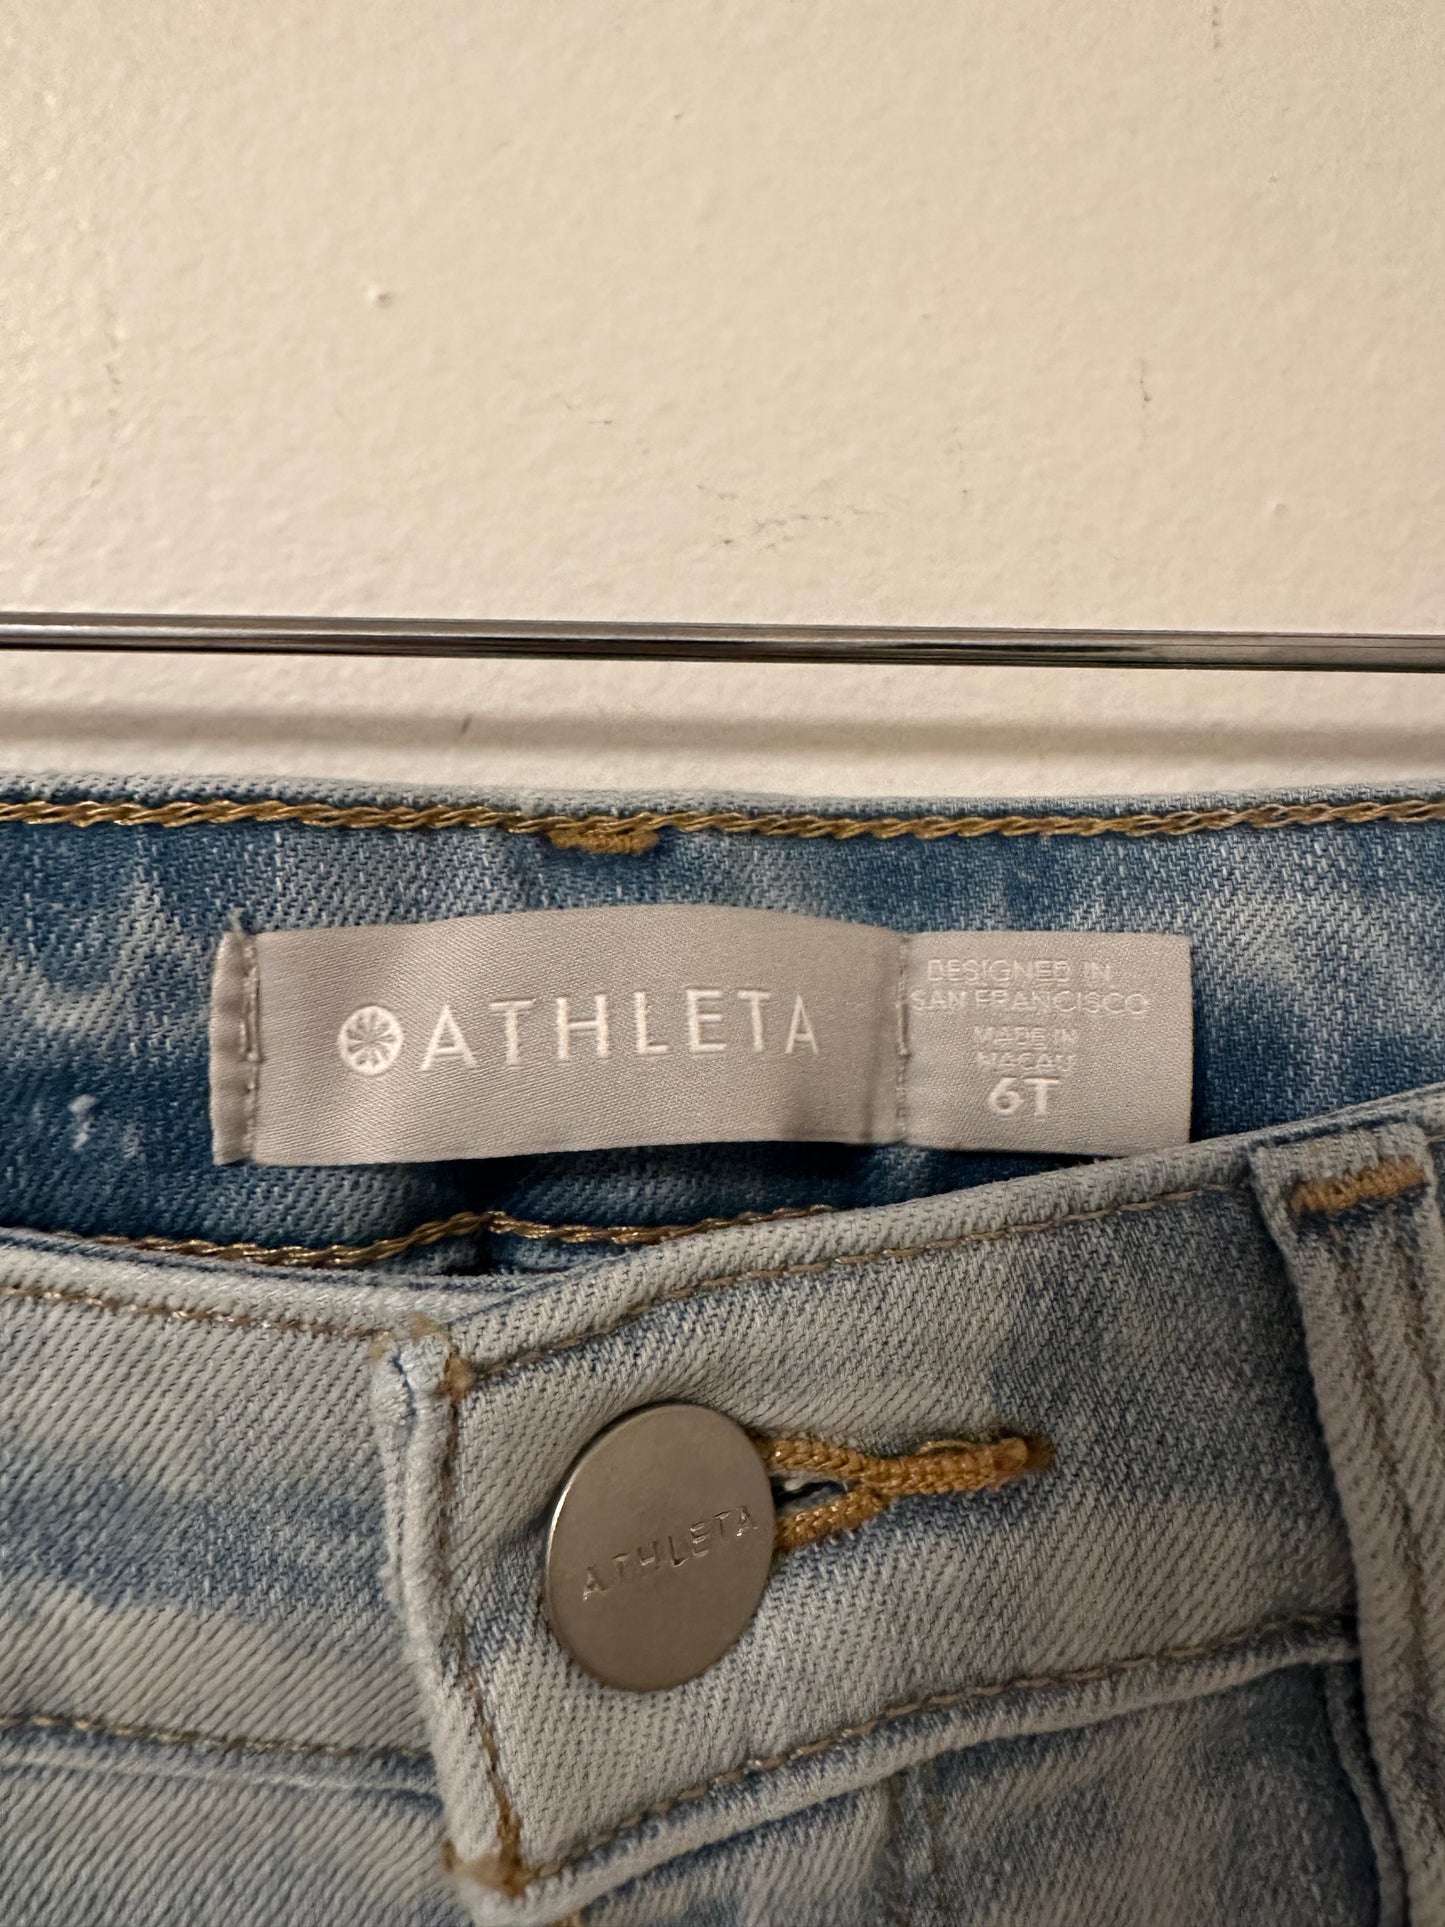 ATHLETA
DESIGNED IN
SAN FRANCISCO
MADE IN
MACAU
6T
ATHLETA